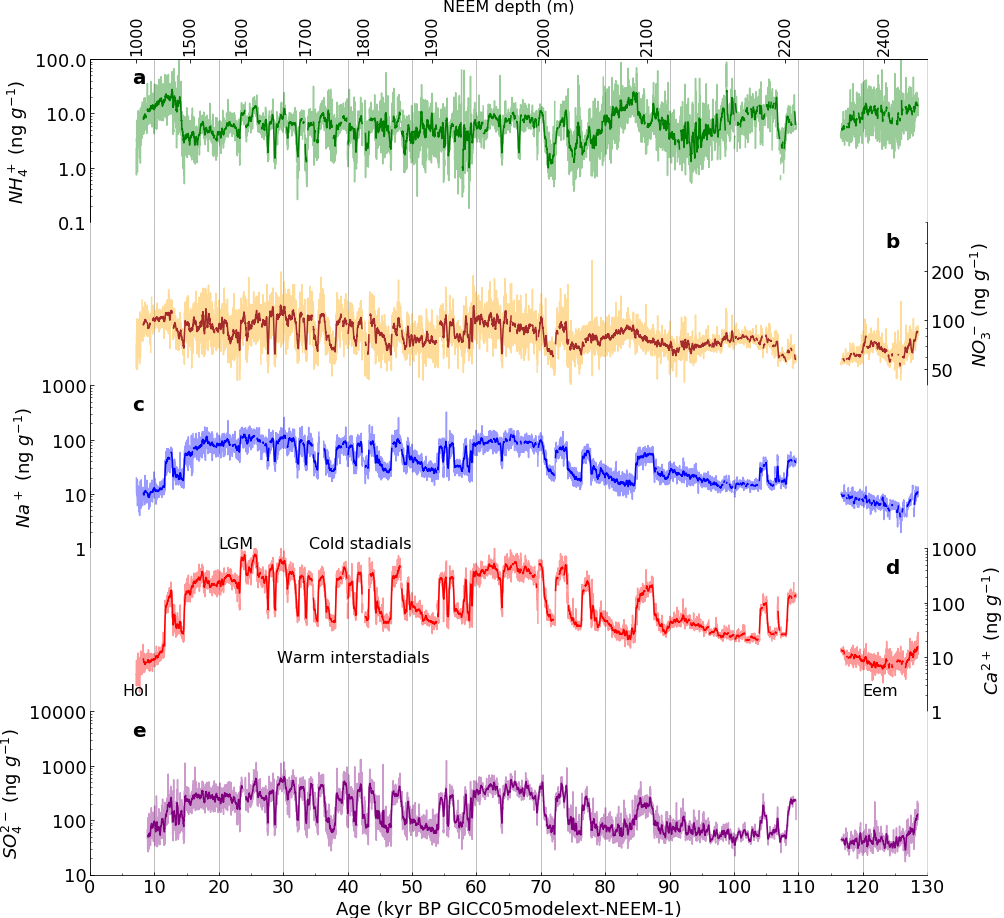 NEEM depth (m)
1000 1500 1600 1700 1800 1900 2000 2100 2200 2400
a
100.0
10.0
1.0
0.1
NH₄⁺ (ng g⁻¹)
b
200
100
50
NO₃⁻ (ng g⁻¹)
c
1000
100
10
1
Na⁺ (ng g⁻¹)
LGM Cold stadials
d
1000
100
10
1
Ca²⁺ (ng g⁻¹)
Warm interstadials
Hol Eem
e
10000
1000
100
10
SO₄²⁻ (ng g⁻¹)
0 10 20 30 40 50 60 70 80 90 100 110 120 130
Age (kyr BP GICC05modelext-NEEM-1)